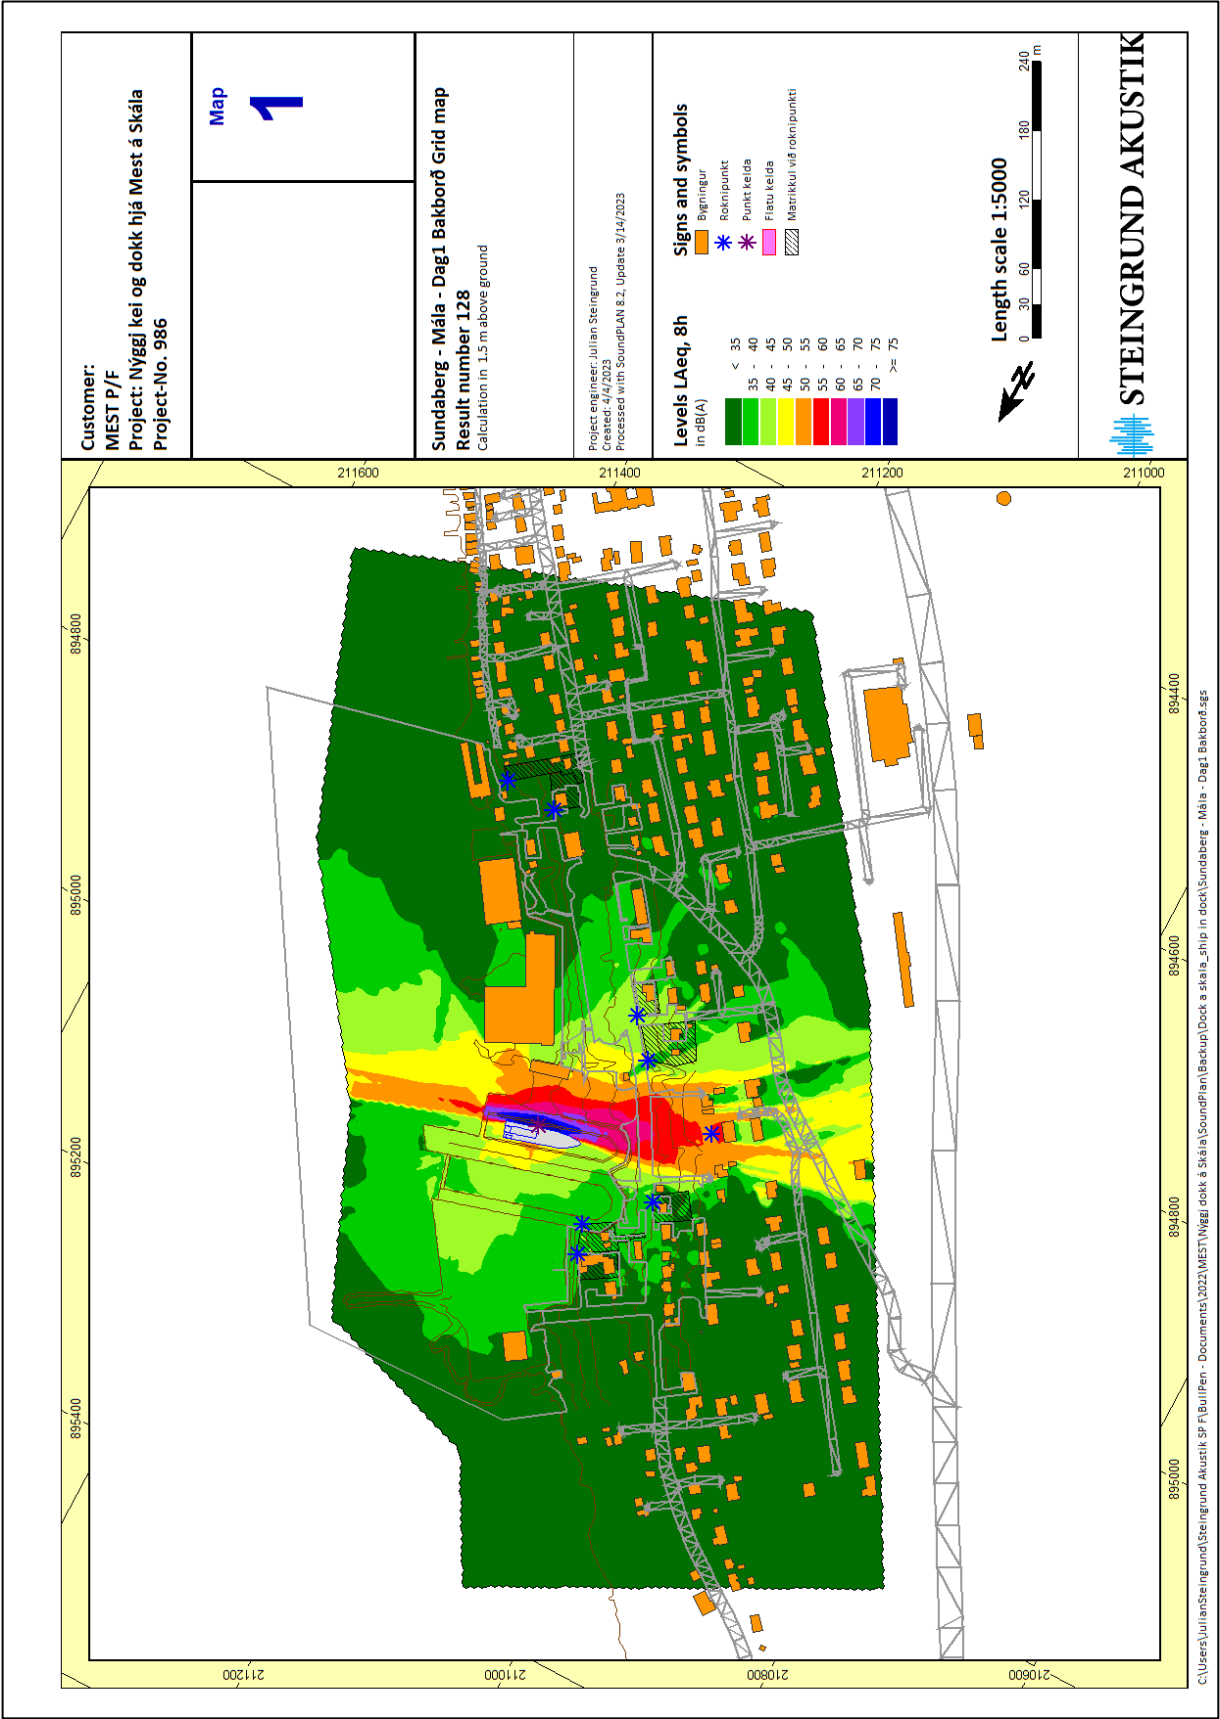 Customer:
MEST P/F
Project: Nýggj kei og dokk hjá Mest á Skála
Project-No. 986
Map
1
Sundaberg - Mála - Dag1 Bakborð Grid map
Result number 128
Calculation in 1.5 m above ground
Project engineer: Julian Steingrund
Created: 4/4/2023
Processed with SoundPLAN 8.2, Update 3/14/2023
Levels LAeq, 8h
in dB(A)
< 35
35 - 40
40 - 45
45 - 50
50 - 55
55 - 60
60 - 65
65 - 70
70 - 75
>= 75
Signs and symbols
Bygningur
Roknipunkt
Punkt kelda
Flatu kelda
Matrikkul við roknipunkti
Length scale 1:5000
0 30 60 120 180 240
m
N
STEINGRUND AKUSTIK
211600
211400
211200
211000
894800
895000
895200
895400
894400
894600
894800
895000
211200
211000
210800
210600
C:\Users\JulianSteingrund\Steingrund Akustik SP F\BullPen - Documents\2022\MEST\Nýggj dokk á Skála\SoundPlan\Backup\Dock a skala_ship in dock\Sundaberg - Mála - Dag1 Bakborð.sgs